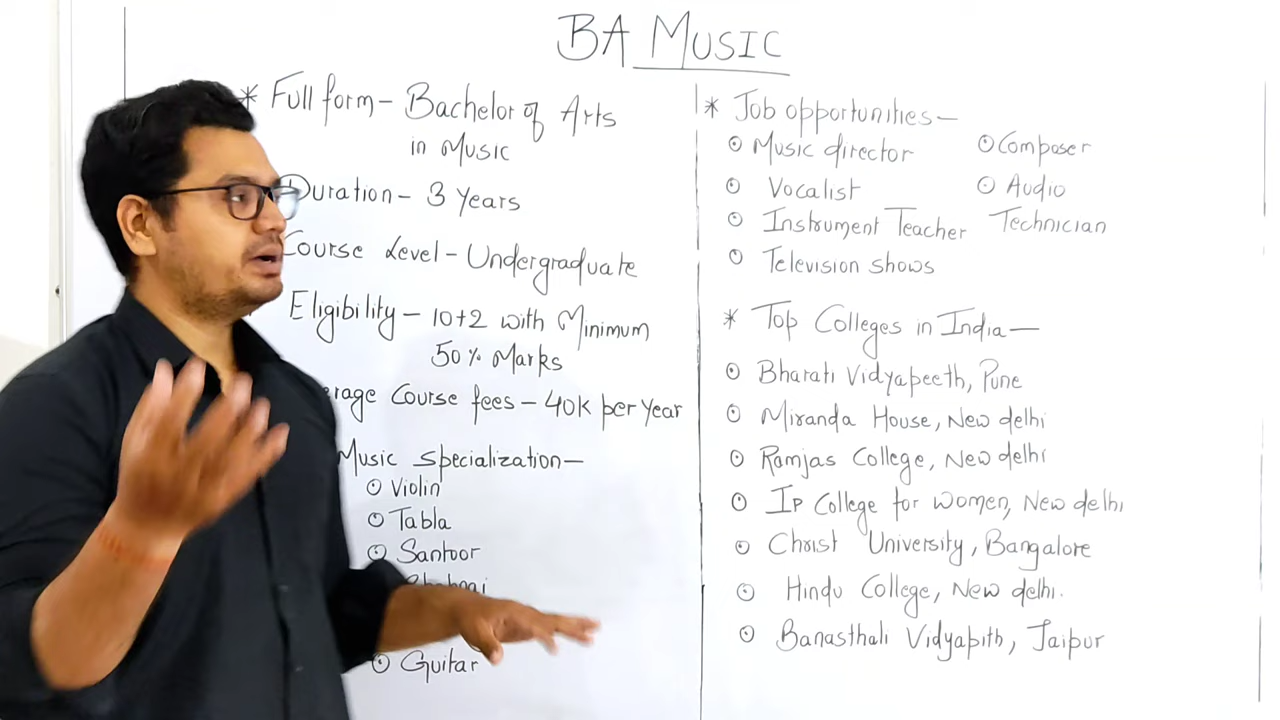 BA MUSIC
* Full form - Bachelor of Arts
in Music
Duration - 3 Years
Course Level - Undergraduate
Eligibility - 10+2 with Minimum
50% Marks
Course fees - 40K per Year
Music specialization -
Violin
Tabla
Santoor
Guitar
* Job opportunities -
Music director
Composer
Vocalist
Audio
Technician
Instrument Teacher
Television shows
* Top Colleges in India -
Bharati Vidyapeeth, Pune
Miranda House, New delhi
Ramjas College, New delhi
IP College for Women, New delhi
Christ University, Bangalore
Hindu College, New delhi.
Banasthali Vidyapith, Jaipur